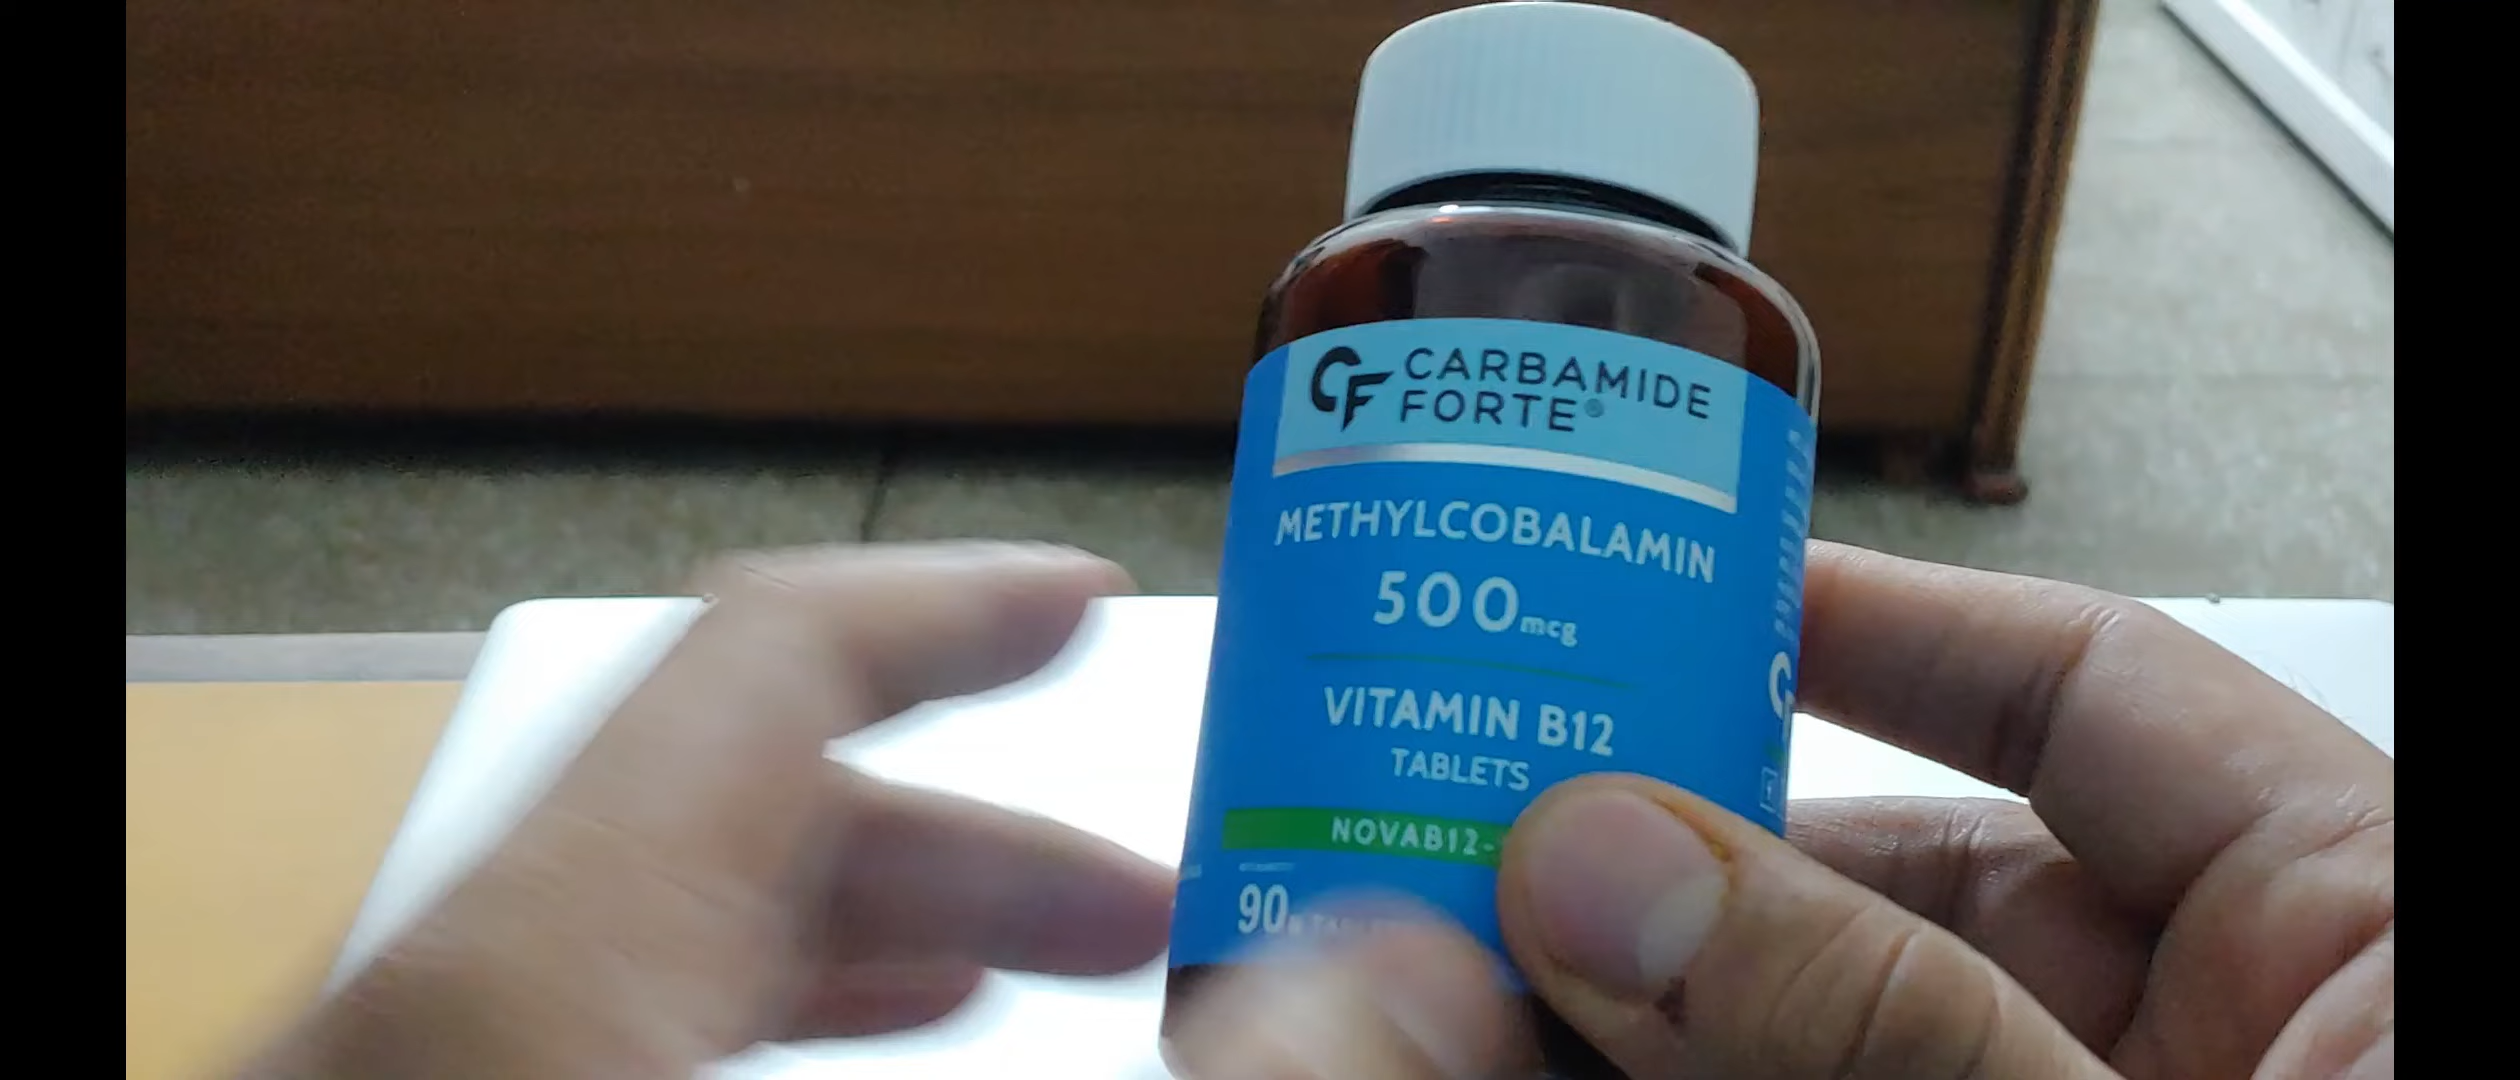 CF CARBAMIDE
FORTE®
METHYLCOBALAMIN
500mcg
VITAMIN B12
TABLETS
NOVAB12-
90